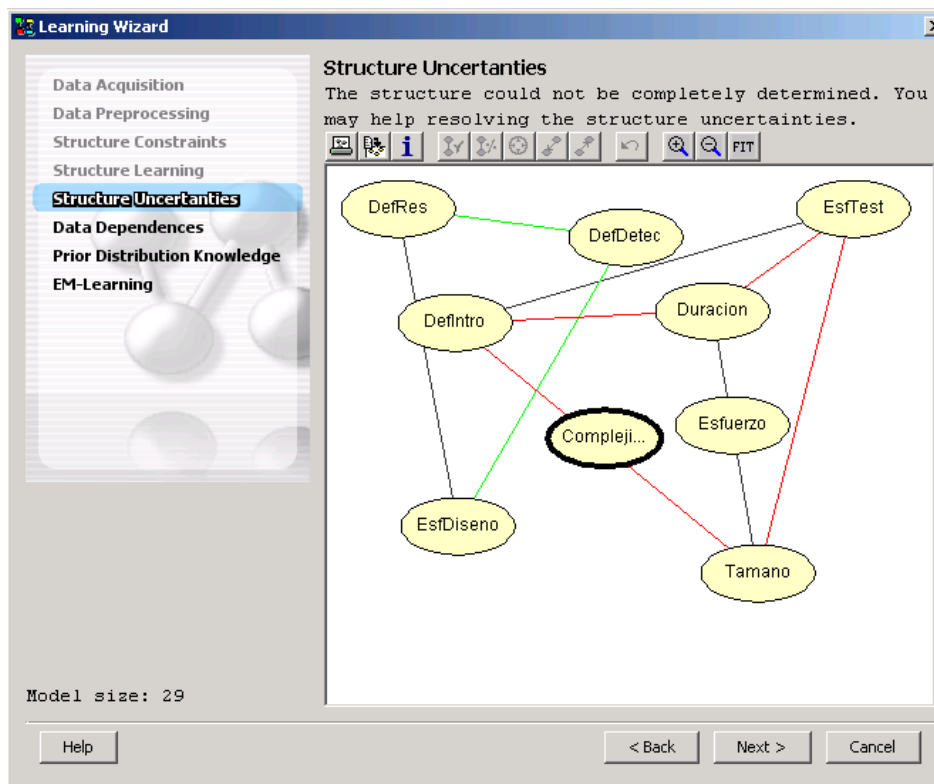 Learning Wizard
Data Acquisition
Data Preprocessing
Structure Constraints
Structure Learning
Structure Uncertanties
Data Dependences
Prior Distribution Knowledge
EM-Learning
Structure Uncertanties
The structure could not be completely determined. You
may help resolving the structure uncertainties.
i
FIT
DefRes
EsfTest
DefDetec
DefIntro
Duracion
Compleji...
Esfuerzo
EsfDiseno
Tamano
Model size: 29
Help
< Back
Next >
Cancel